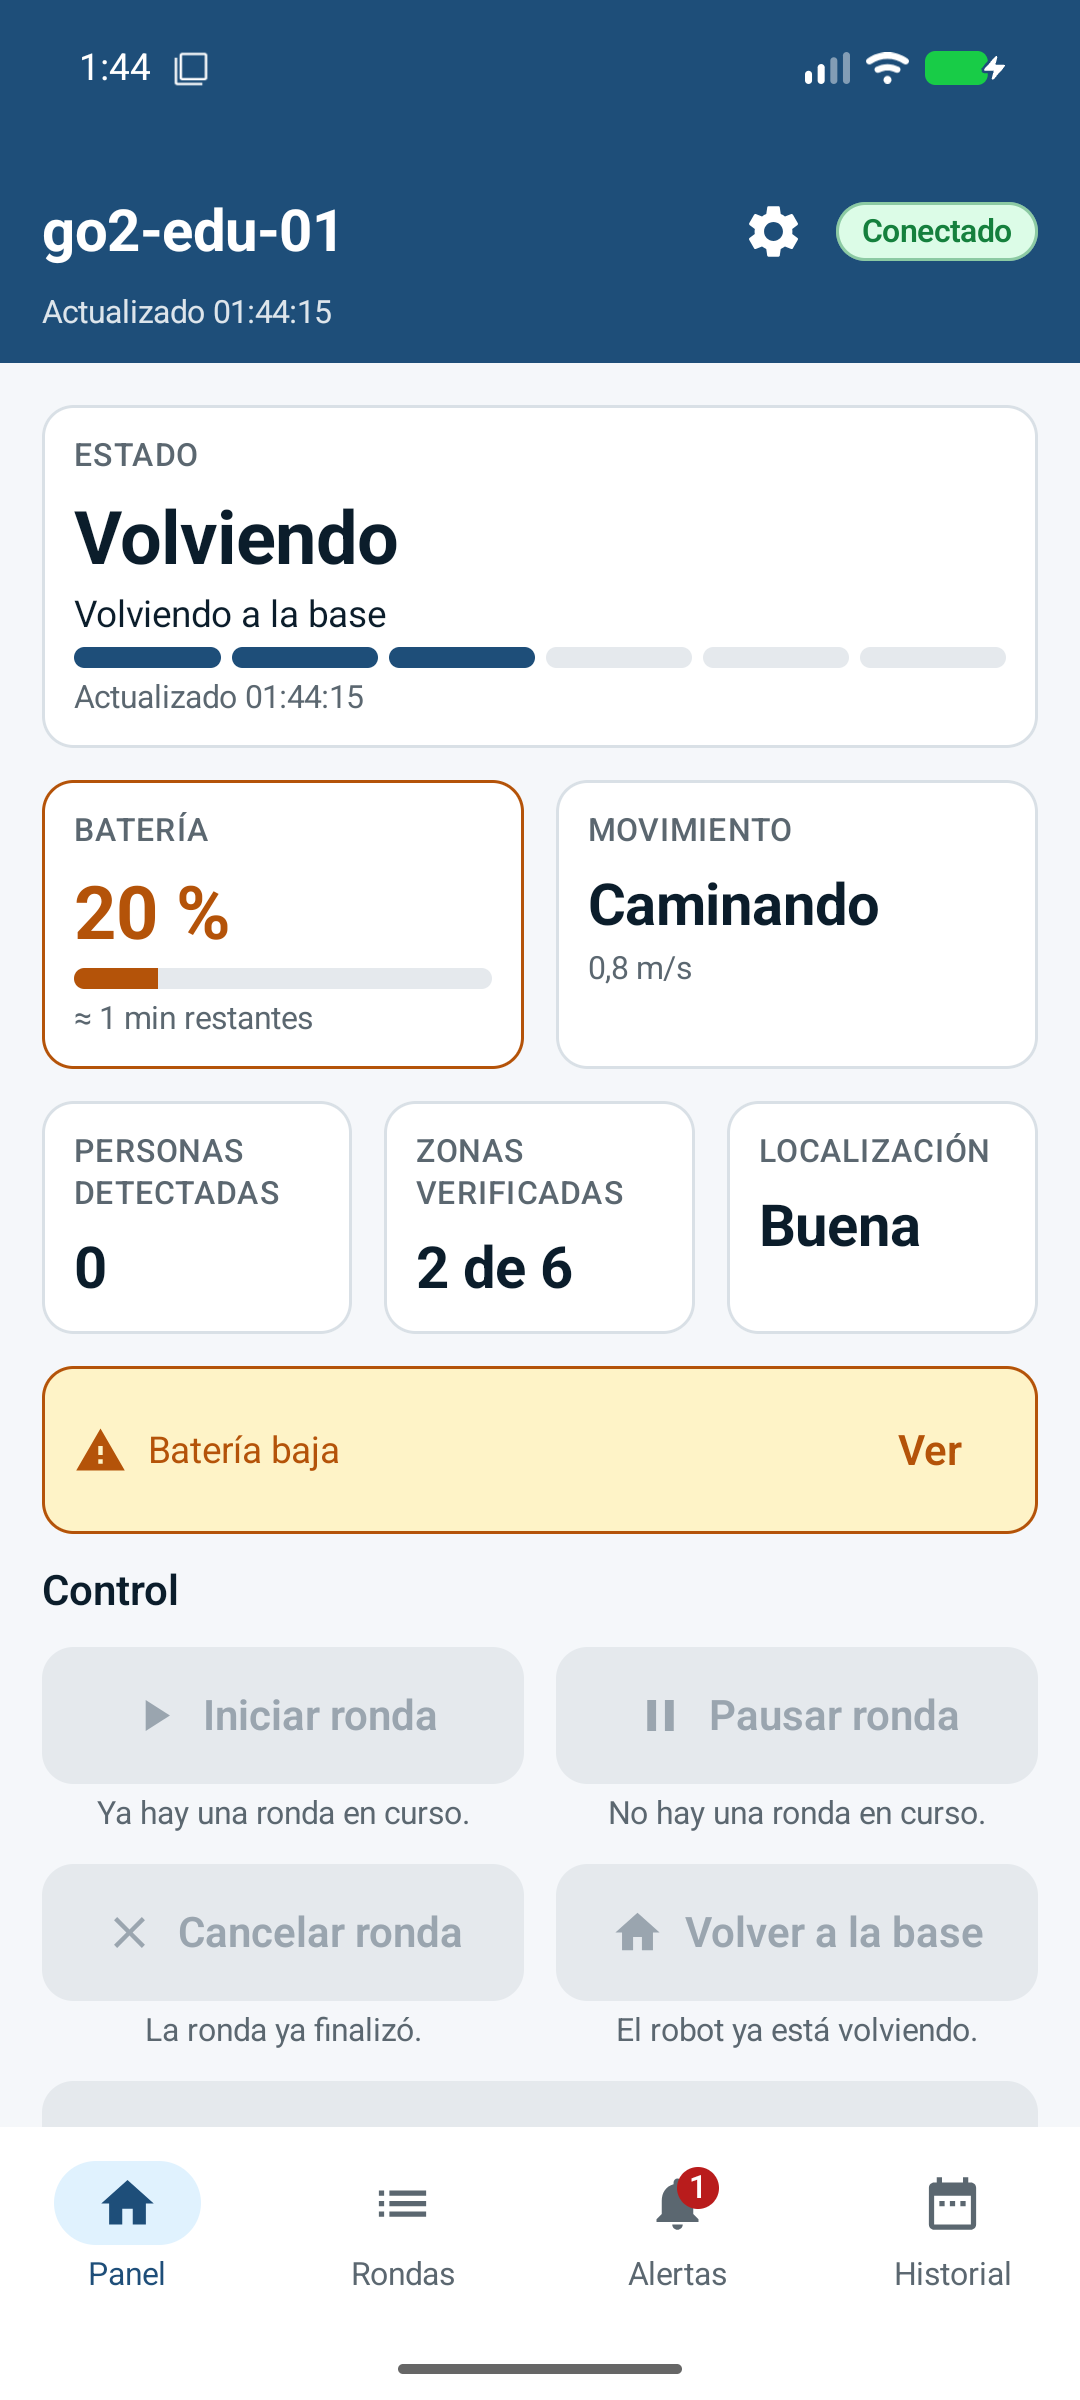 1:44
go2-edu-01
Conectado
Actualizado 01:44:15
ESTADO
Volviendo
Volviendo a la base
Actualizado 01:44:15
BATERÍA
20 %
≈ 1 min restantes
MOVIMIENTO
Caminando
0,8 m/s
PERSONAS
DETECTADAS
0
ZONAS
VERIFICADAS
2 de 6
LOCALIZACIÓN
Buena
Batería baja
Ver
Control
Iniciar ronda
Ya hay una ronda en curso.
Pausar ronda
No hay una ronda en curso.
Cancelar ronda
La ronda ya finalizó.
Volver a la base
El robot ya está volviendo.
Panel
Rondas
1
Alertas
Historial